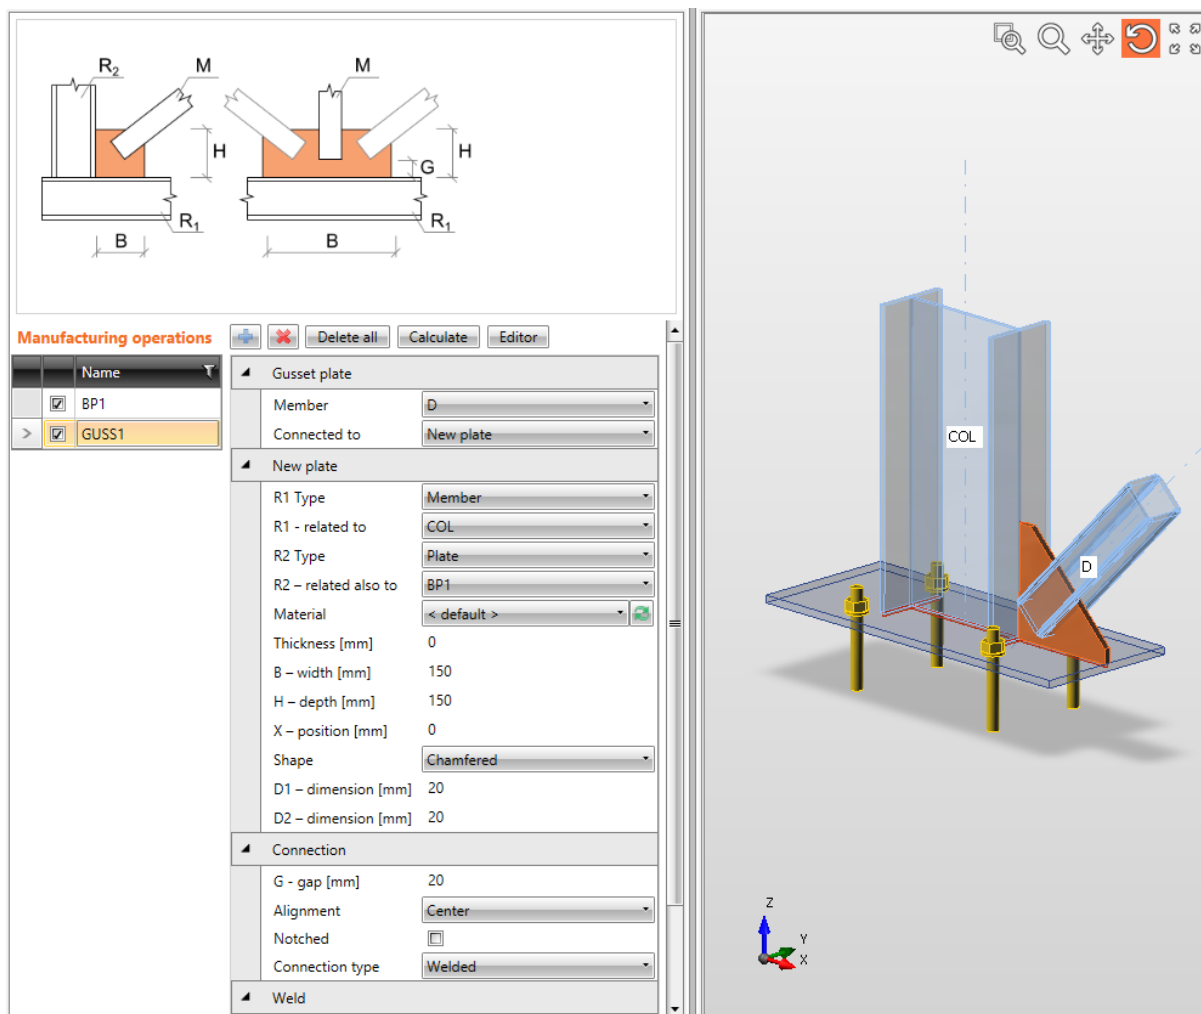 R2 M M
H G H
R1 R1
B B
Manufacturing operations Delete all Calculate Editor
Name
BP1
> GUSS1
Gusset plate
Member D
Connected to New plate
New plate
R1 Type Member
R1 - related to COL
R2 Type Plate
R2 – related also to BP1
Material < default >
Thickness [mm] 0
B – width [mm] 150
H – depth [mm] 150
X – position [mm] 0
Shape Chamfered
D1 – dimension [mm] 20
D2 – dimension [mm] 20
Connection
G - gap [mm] 20
Alignment Center
Notched
Connection type Welded
Weld
COL
D
Z
Y
X